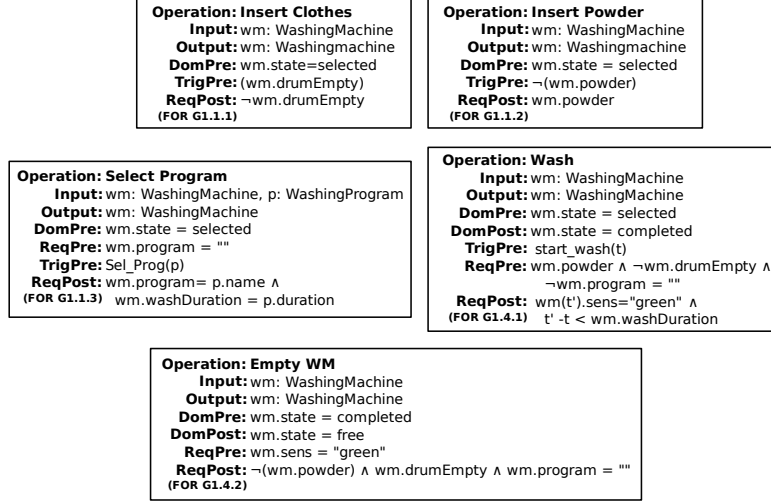 Operation: Insert Clothes
Input: wm: WashingMachine
Output: wm: Washingmachine
DomPre: wm.state=selected
TrigPre: (wm.drumEmpty)
ReqPost: ¬wm.drumEmpty
(FOR G1.1.1)
Operation: Insert Powder
Input: wm: WashingMachine
Output: wm: Washingmachine
DomPre: wm.state = selected
TrigPre: ¬(wm.powder)
ReqPost: wm.powder
(FOR G1.1.2)
Operation: Select Program
Input: wm: WashingMachine, p: WashingProgram
Output: wm: WashingMachine
DomPre: wm.state = selected
ReqPre: wm.program = ""
TrigPre: Sel_Prog(p)
ReqPost: wm.program= p.name ∧
(FOR G1.1.3) wm.washDuration = p.duration
Operation: Wash
Input: wm: WashingMachine
Output: wm: WashingMachine
DomPre: wm.state = selected
DomPost: wm.state = completed
TrigPre: start_wash(t)
ReqPre: wm.powder ∧ ¬wm.drumEmpty ∧
¬wm.program = ""
ReqPost: wm(t').sens="green" ∧
(FOR G1.4.1) t' -t < wm.washDuration
Operation: Empty WM
Input: wm: WashingMachine
Output: wm: WashingMachine
DomPre: wm.state = completed
DomPost: wm.state = free
ReqPre: wm.sens = "green"
ReqPost: ¬(wm.powder) ∧ wm.drumEmpty ∧ wm.program = ""
(FOR G1.4.2)